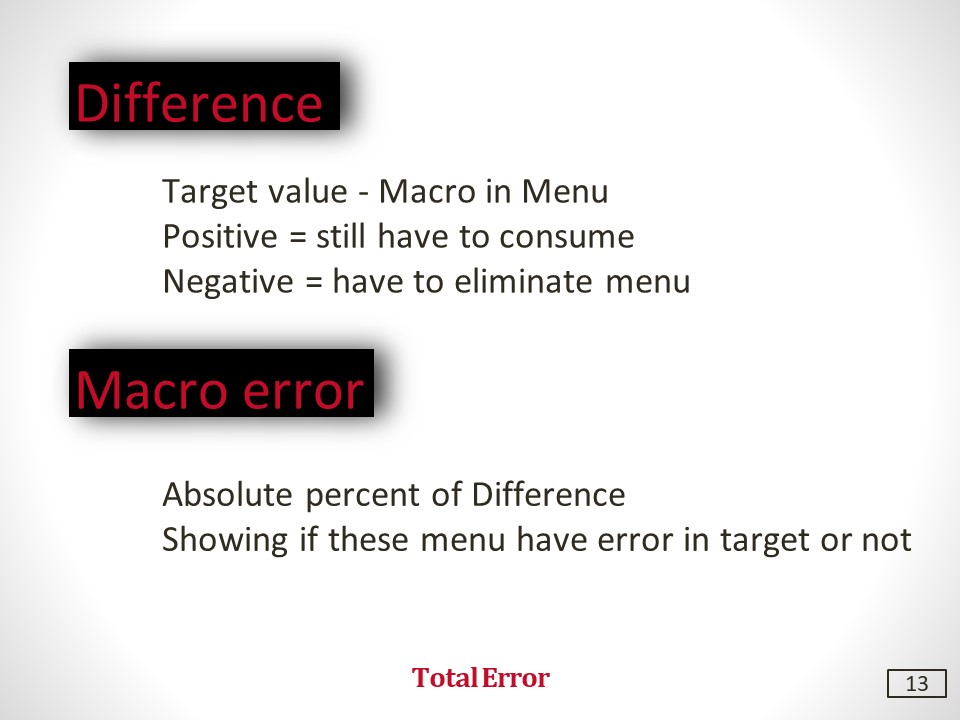 Difference
Target value - Macro in Menu
Positive = still have to consume
Negative = have to eliminate menu
Macro error
Absolute percent of Difference
Showing if these menu have error in target or not
Total Error
13